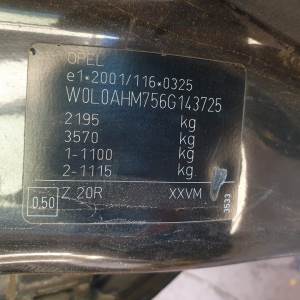 OPEL
e1*2001/116*0325
W0L0AHM756G143725
2195 kg
3570 kg
1-1100 kg
2-1115 kg
0.50 Z 20R XXVM
3533